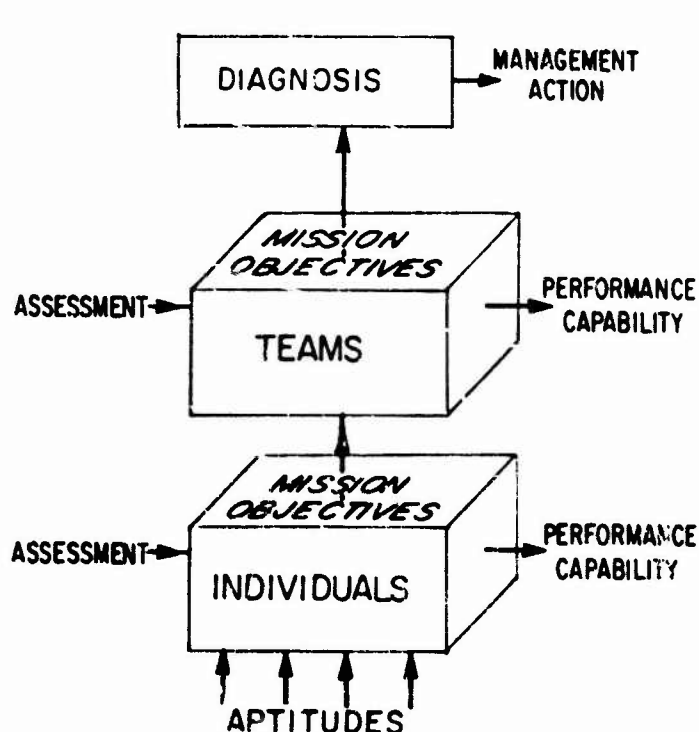 DIAGNOSIS
MANAGEMENT
ACTION
MISSION
OBJECTIVES
ASSESSMENT
TEAMS
PERFORMANCE
CAPABILITY
MISSION
OBJECTIVES
ASSESSMENT
INDIVIDUALS
PERFORMANCE
CAPABILITY
APTITUDES